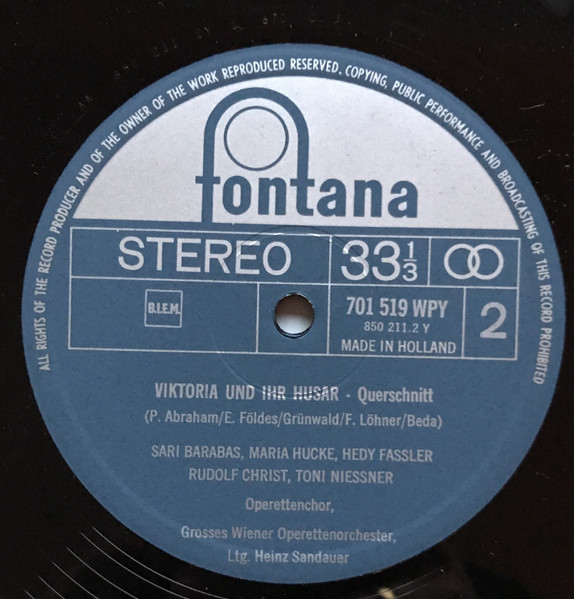 ALL RIGHTS OF THE RECORD PRODUCER AND OF THE OWNER OF THE WORK REPRODUCED RESERVED. COPYING, PUBLIC PERFORMANCE AND BROADCASTING OF THIS RECORD PROHIBITED
fontana
STEREO 33 1/3
B.I.E.M.
701 519 WPY
850 211.2 Y
MADE IN HOLLAND
2
VIKTORIA UND IHR HUSAR - Querschnitt
(P. Abraham/E. Földes/Grünwald/F. Löhner/Beda)
SARI BARABAS, MARIA HUCKE, HEDY FASSLER
RUDOLF CHRIST, TONI NIESSNER
Operettenchor,
Grosses Wiener Operettenorchester,
Ltg. Heinz Sandauer